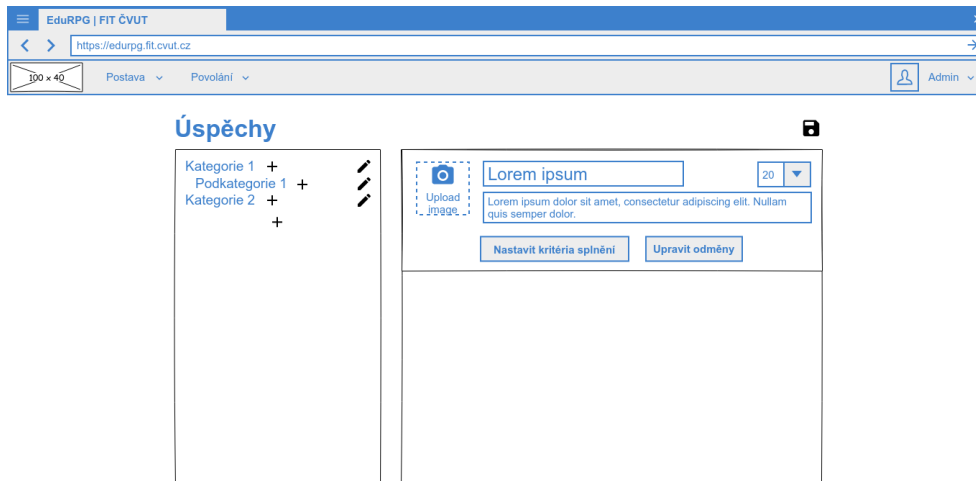 EduRPG | FIT ČVUT
https://edurpg.fit.cvut.cz
100 x 40
Postava
Povolání
Admin
Úspěchy
Kategorie 1
Podkategorie 1
Kategorie 2
Upload
image
Lorem ipsum
20
Lorem ipsum dolor sit amet, consectetur adipiscing elit. Nullam
quis semper dolor.
Nastavit kritéria splnění
Upravit odměny